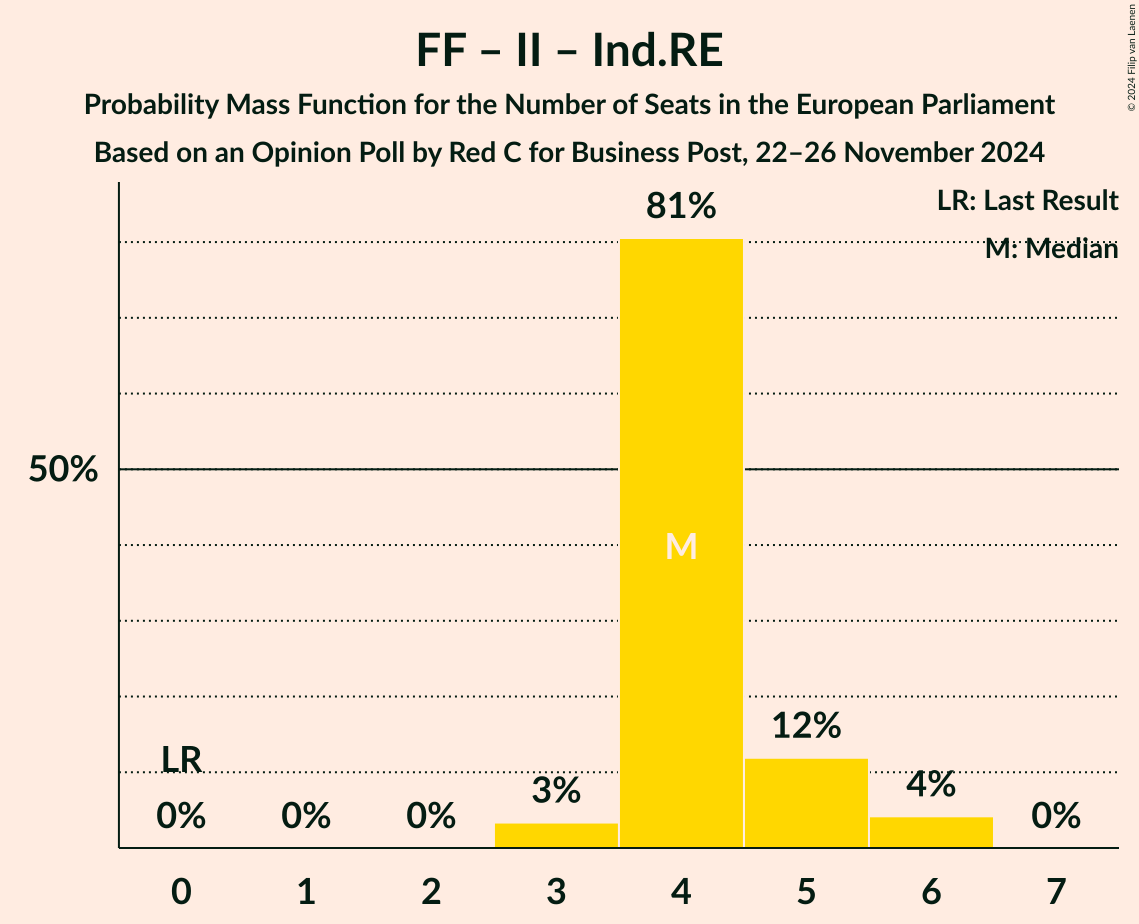 FF – II – Ind.RE
Probability Mass Function for the Number of Seats in the European Parliament
Based on an Opinion Poll by Red C for Business Post, 22–26 November 2024
© 2024 Filip van Laenen
LR: Last Result
M: Median
81%
50%
M
12%
LR
3%
4%
0%
0%
0%
0%
0 1 2 3 4 5 6 7